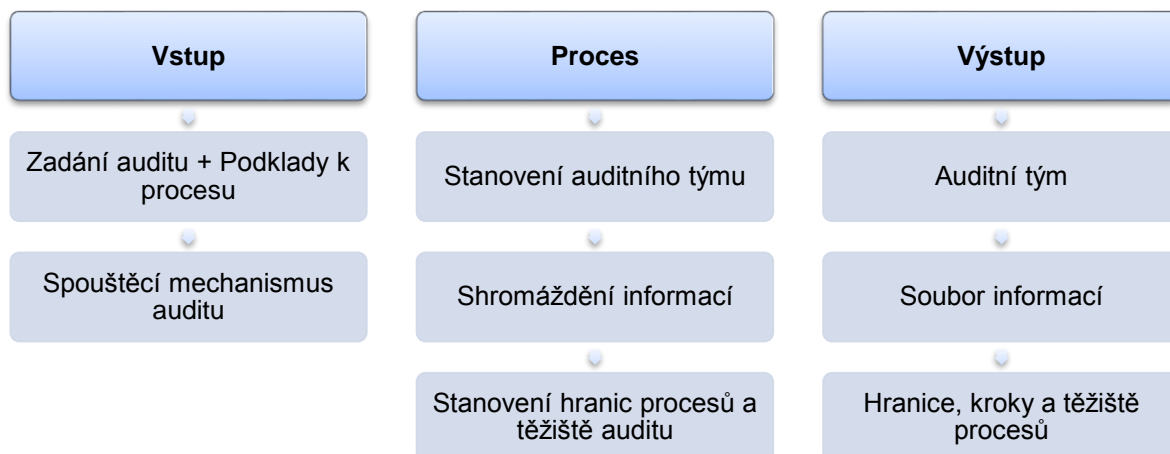 Vstup
Zadání auditu + Podklady k
procesu
Spouštěcí mechanismus
auditu
Proces
Stanovení auditního týmu
Shromáždění informací
Stanovení hranic procesů a
těžiště auditu
Výstup
Auditní tým
Soubor informací
Hranice, kroky a těžiště
procesů